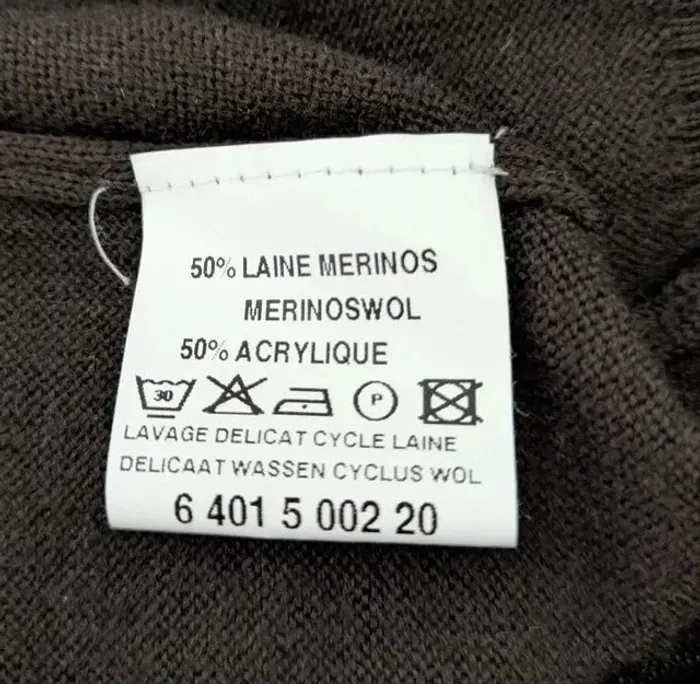 50% LAINE MERINOS
MERINOSWOL
50% ACRYLIQUE
30 P
LAVAGE DELICAT CYCLE LAINE
DELICAAT WASSEN CYCLUS WOL
6 401 5 002 20